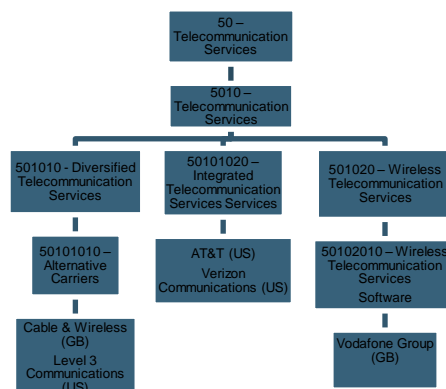 50 –
Telecommunication
Services
5010 –
Telecommunication
Services
501010 - Diversified
Telecommunication
Services
50101020 –
Integrated
Telecommunication
Services Services
501020 – Wireless
Telecommunication
Services
50101010 –
Alternative
Carriers
AT&T (US)
Verizon
Communications (US)
50102010 – Wireless
Telecommunication
Services
Software
Cable & Wireless
(GB)
Level 3
Communications
(US)
Vodafone Group
(GB)